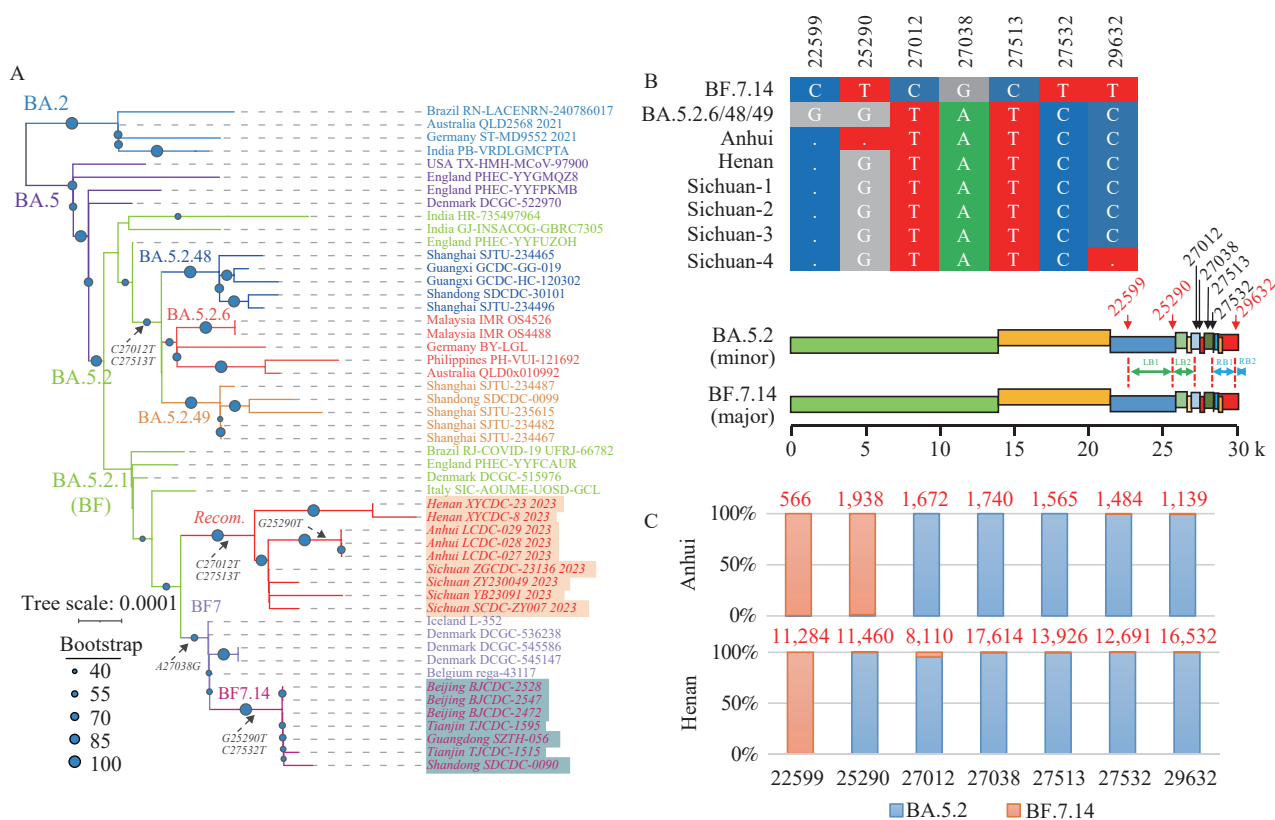 A
BA.2
BA.5
BA.5.2.48
BA.5.2.6
BA.5.2
BA.5.2.49
BA.5.2.1
(BF)
Recom.
BF7
BF7.14
C27012T
C27513T
G25290T
C27012T
C27513T
A27038G
G25290T
C27532T
Tree scale: 0.0001
Bootstrap
40
55
70
85
100
Brazil RN-LACENRN-240786017
Australia QLD2568 2021
Germany ST-MD9552 2021
India PB-VRDLGMCPTA
USA TX-HMH-MCoV-97900
England PHEC-YYGMQZ8
England PHEC-YYFPKMB
Denmark DCGC-522970
India HR-735497964
India GJ-INSACOG-GBRC7305
England PHEC-YYFUZOH
Shanghai SJTU-234465
Guangxi GCDC-GG-019
Guangxi GCDC-HC-120302
Shandong SDCDC-30101
Shanghai SJTU-234496
Malaysia IMR OS4526
Malaysia IMR OS4488
Germany BY-LGL
Philippines PH-VUI-121692
Australia QLD0x010992
Shanghai SJTU-234487
Shandong SDCDC-0099
Shanghai SJTU-235615
Shanghai SJTU-234482
Shanghai SJTU-234467
Brazil RJ-COVID-19 UFRJ-66782
England PHEC-YYFCAUR
Denmark DCGC-515976
Italy SIC-AOUME-UOSD-GCL
Henan XYCDC-23 2023
Henan XYCDC-8 2023
Anhui LCDC-029 2023
Anhui LCDC-028 2023
Anhui LCDC-027 2023
Sichuan ZGCDC-23136 2023
Sichuan ZY230049 2023
Sichuan YB23091 2023
Sichuan SCDC-ZY007 2023
Iceland L-352
Denmark DCGC-536238
Denmark DCGC-545586
Denmark DCGC-545147
Belgium rega-43117
Beijing BJCDC-2528
Beijing BJCDC-2547
Beijing BJCDC-2472
Tianjin TJCDC-1595
Guangdong SZTH-056
Tianjin TJCDC-1515
Shandong SDCDC-0090
B
22599 25290 27012 27038 27513 27532 29632
BF.7.14 C T C G C T T
BA.5.2.6/48/49 G G T A T C C
Anhui . . T A T C C
Henan . G T A T C C
Sichuan-1 . G T A T C C
Sichuan-2 . G T A T C C
Sichuan-3 . G T A T C C
Sichuan-4 . G T A T C .
22599 25290 27012 27038 27513 27532 29632
BA.5.2
(minor)
LB1 LB2 RB1 RB2
BF.7.14
(major)
0 5 10 15 20 25 30 k
C
566 1,938 1,672 1,740 1,565 1,484 1,139
100%
50%
0%
Anhui
11,284 11,460 8,110 17,614 13,926 12,691 16,532
100%
50%
0%
Henan
22599 25290 27012 27038 27513 27532 29632
BA.5.2 BF.7.14